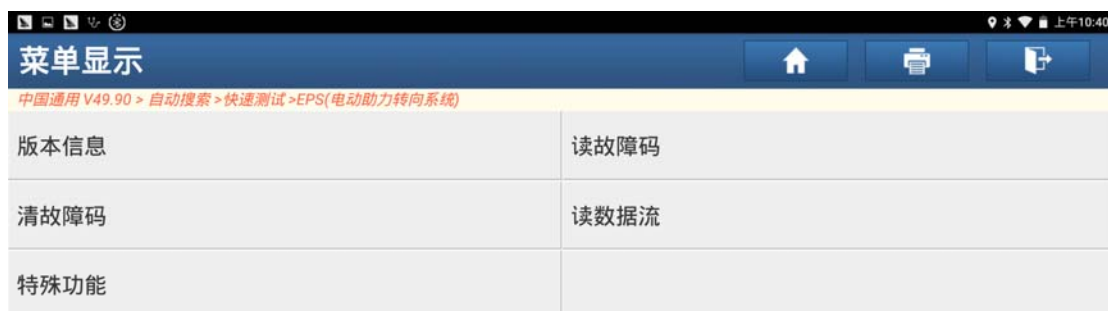 上午10:40
菜单显示
中国通用 V49.90 > 自动搜索 >快速测试 >EPS(电动助力转向系统)
版本信息 读故障码
清故障码 读数据流
特殊功能